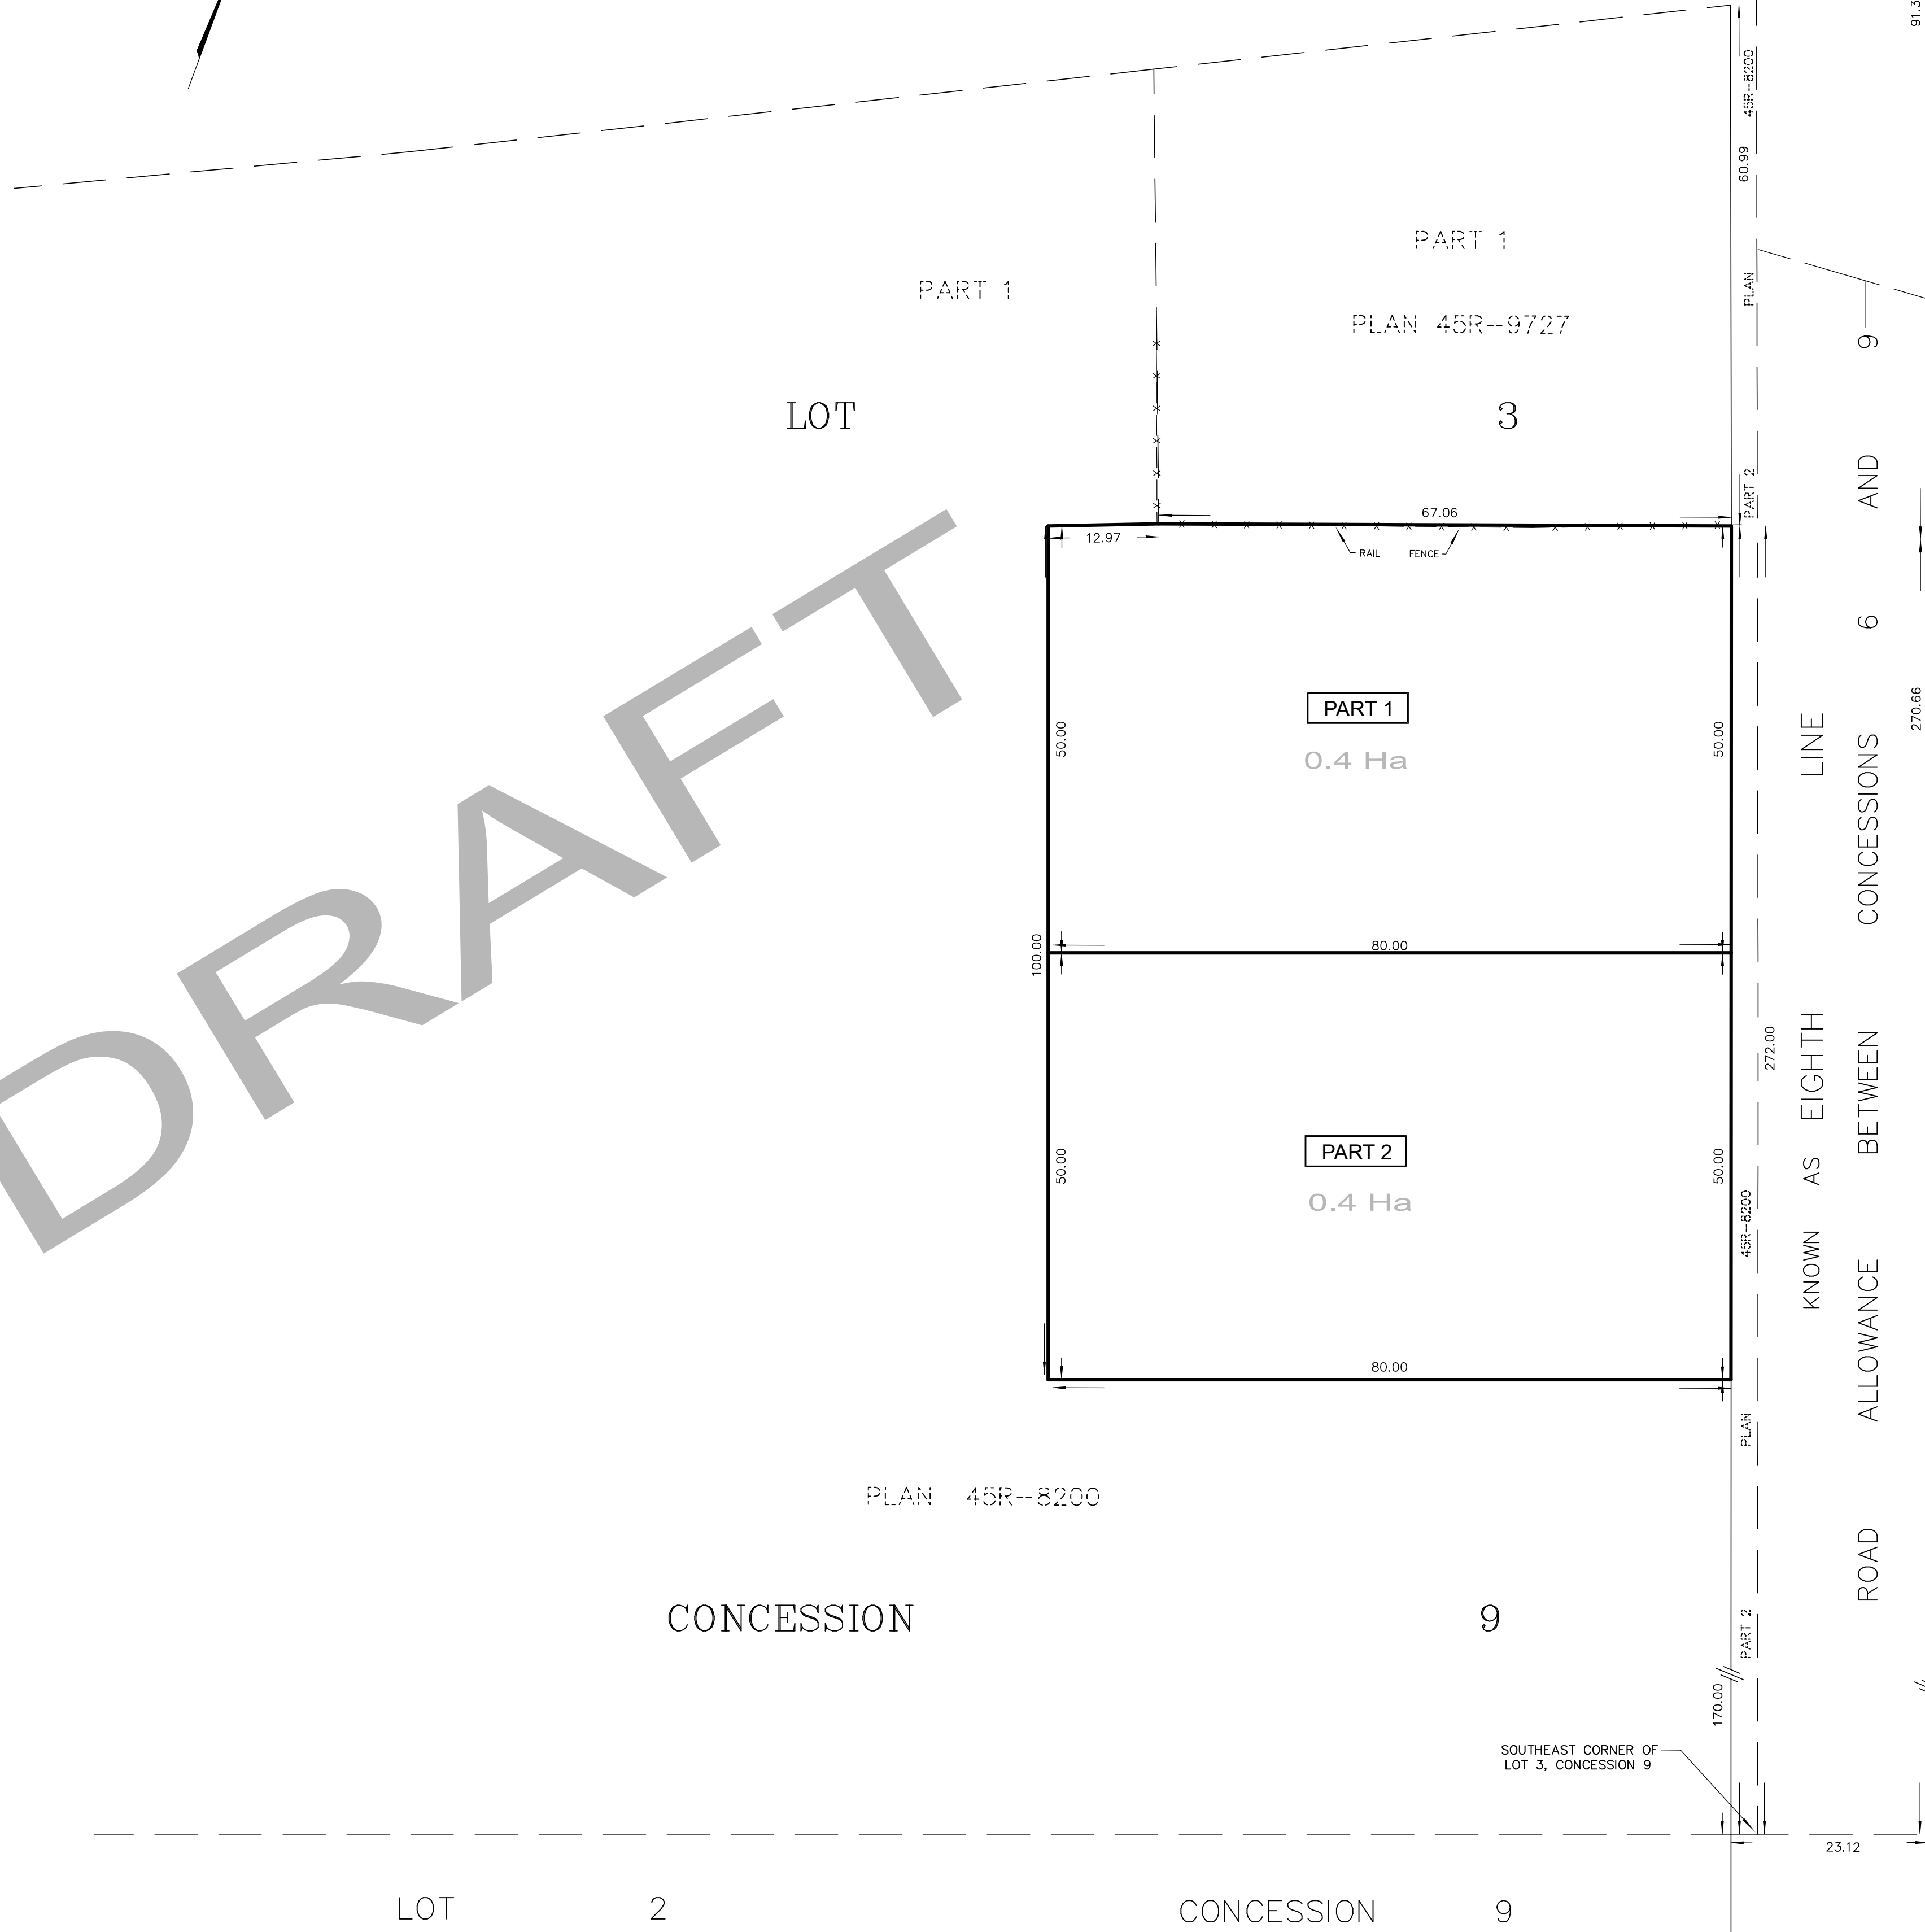 91.3
45R--8200
60.99
PART 1
PART 1
PLAN
PLAN 45R--9727
LOT 3
PART 2
67.06
12.97
RAIL FENCE
PART 1
0.4 Ha
50.00
50.00
270.66
DRAFT
80.00
100.00
272.00
PART 2
0.4 Ha
50.00
50.00
45R--8200
80.00
PLAN
PLAN 45R--8200
CONCESSION 9
PART 2
170.00
KNOWN AS EIGHTH LINE
ROAD ALLOWANCE BETWEEN CONCESSIONS 6 AND 9
SOUTHEAST CORNER OF
LOT 3, CONCESSION 9
23.12
LOT 2 CONCESSION 9